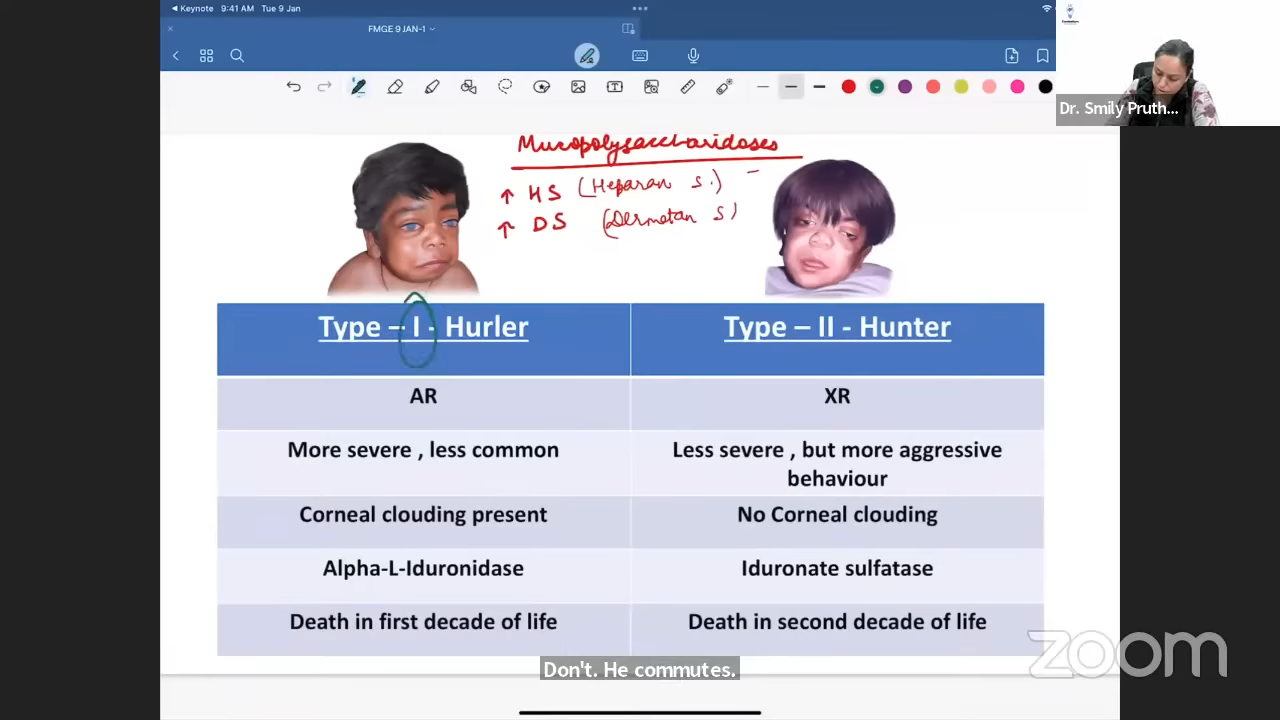 Keynote 9:41 AM Tue 9 Jan
FMGE 9 JAN-1
Dr. Smily Pruth...
Mucopolysaccharidoses
↑ HS (Heparan S.)
↑ DS (Dermatan S)
Type – I - Hurler
Type – II - Hunter
AR
XR
More severe , less common
Less severe , but more aggressive
behaviour
Corneal clouding present
No Corneal clouding
Alpha-L-Iduronidase
Iduronate sulfatase
Death in first decade of life
Death in second decade of life
zoom
Don't. He commutes.